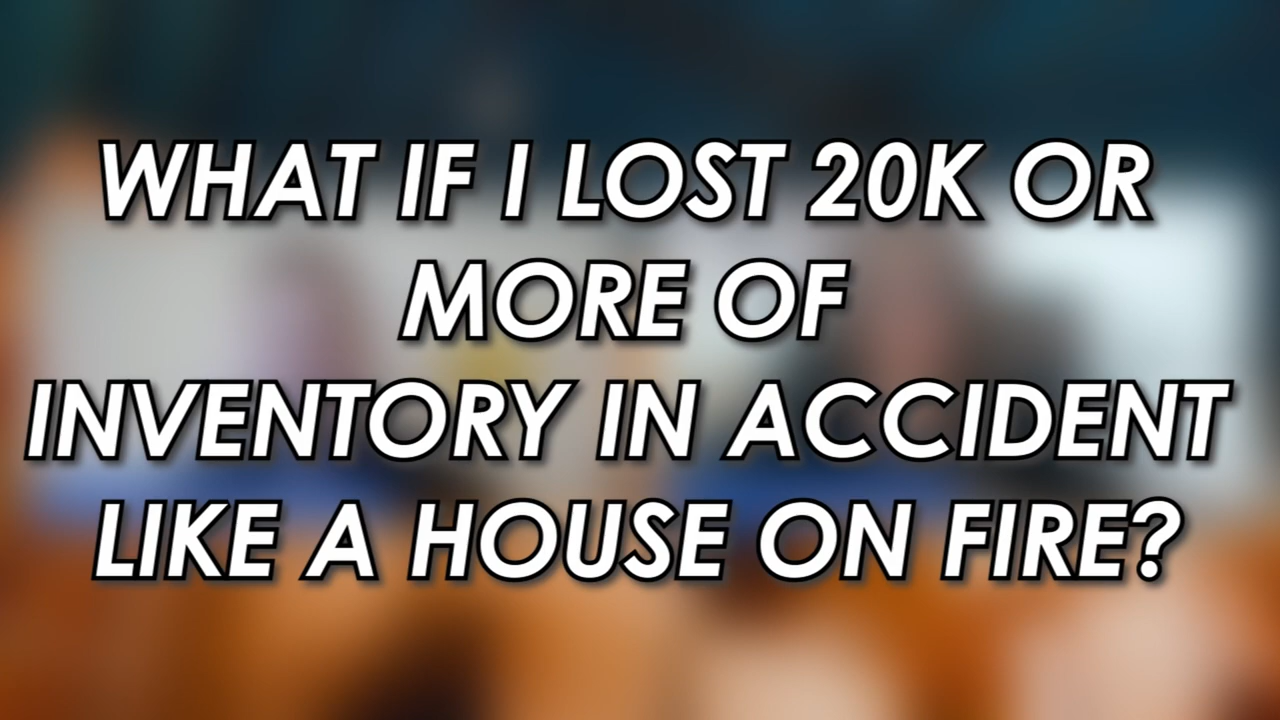 WHAT IF I LOST 20K OR
MORE OF
INVENTORY IN ACCIDENT
LIKE A HOUSE ON FIRE?